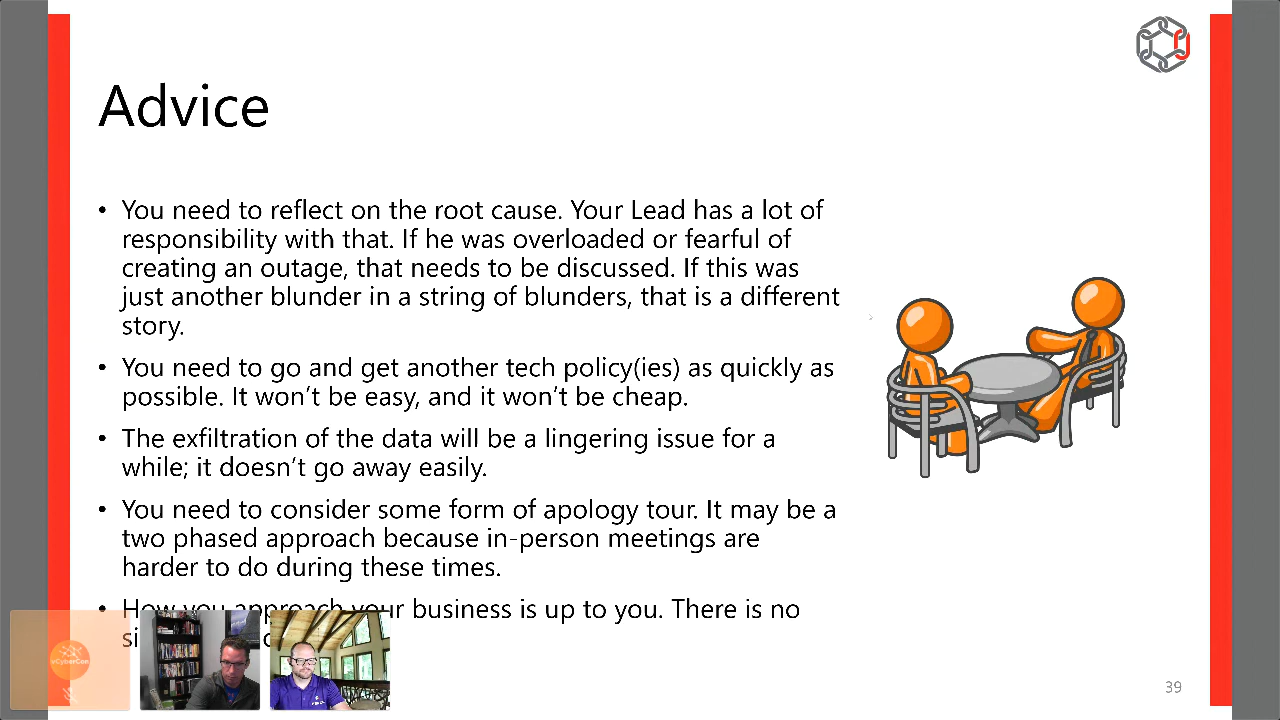 Advice
• You need to reflect on the root cause. Your Lead has a lot of
responsibility with that. If he was overloaded or fearful of
creating an outage, that needs to be discussed. If this was
just another blunder in a string of blunders, that is a different
story.
• You need to go and get another tech policy(ies) as quickly as
possible. It won’t be easy, and it won’t be cheap.
• The exfiltration of the data will be a lingering issue for a
while; it doesn’t go away easily.
• You need to consider some form of apology tour. It may be a
two phased approach because in-person meetings are
harder to do during these times.
• How you approach your business is up to you. There is no
CyberCon
39